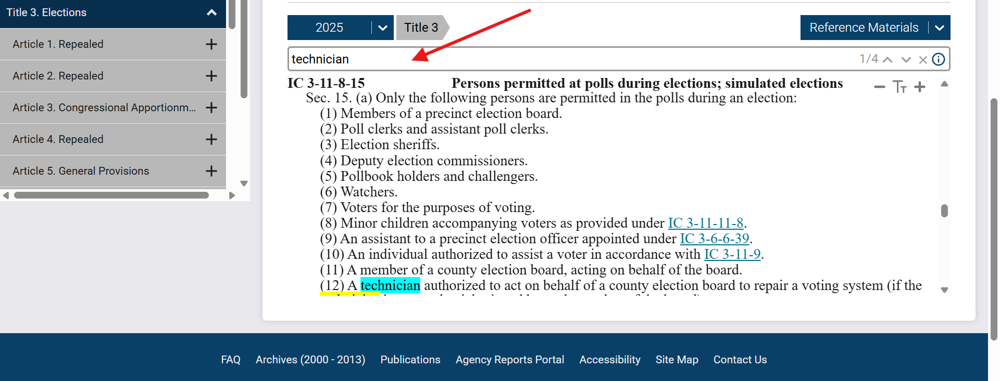 Title 3. Elections
Article 1. Repealed
Article 2. Repealed
Article 3. Congressional Apportionm...
Article 4. Repealed
Article 5. General Provisions
2025
Title 3
Reference Materials
technician
1/4
IC 3-11-8-15 Persons permitted at polls during elections; simulated elections
Sec. 15. (a) Only the following persons are permitted in the polls during an election:
(1) Members of a precinct election board.
(2) Poll clerks and assistant poll clerks.
(3) Election sheriffs.
(4) Deputy election commissioners.
(5) Pollbook holders and challengers.
(6) Watchers.
(7) Voters for the purposes of voting.
(8) Minor children accompanying voters as provided under IC 3-11-11-8.
(9) An assistant to a precinct election officer appointed under IC 3-6-6-39.
(10) An individual authorized to assist a voter in accordance with IC 3-11-9.
(11) A member of a county election board, acting on behalf of the board.
(12) A technician authorized to act on behalf of a county election board to repair a voting system (if the
FAQ Archives (2000 - 2013) Publications Agency Reports Portal Accessibility Site Map Contact Us